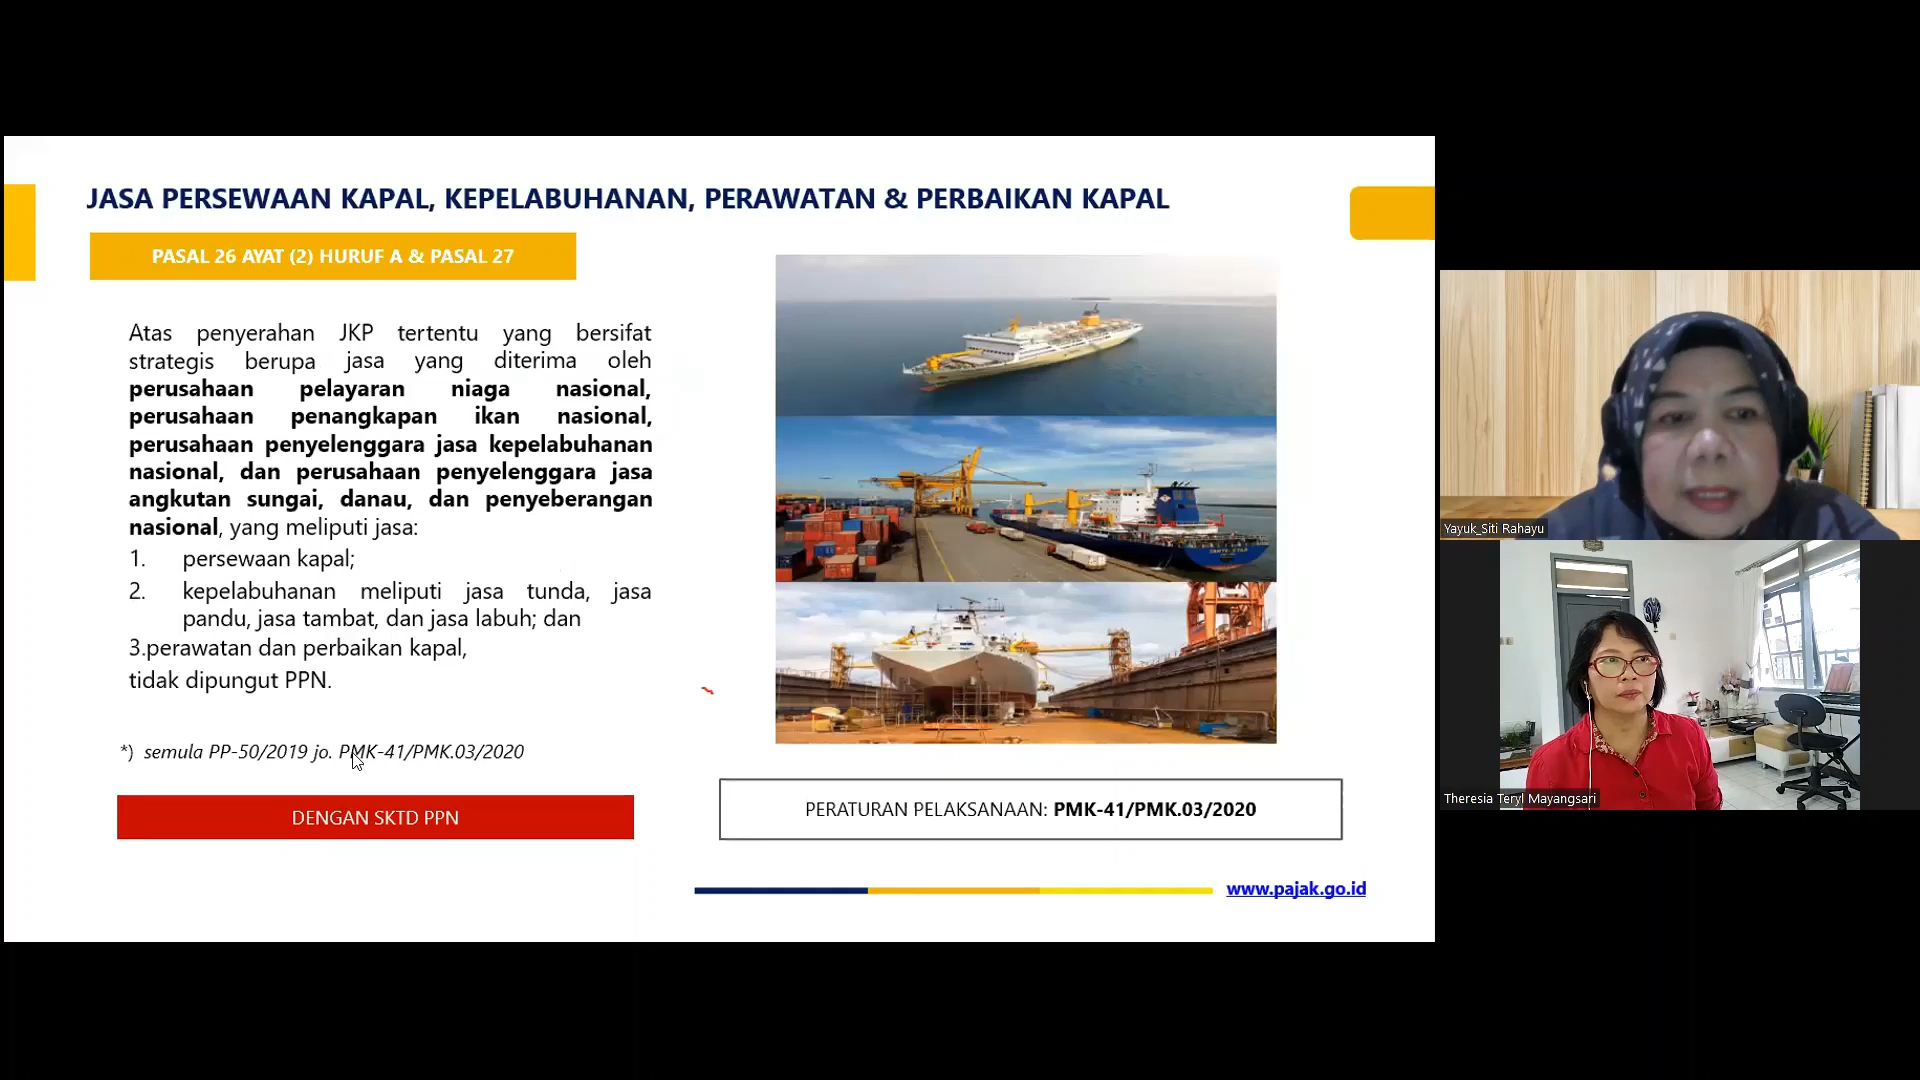 JASA PERSEWAAN KAPAL, KEPELABUHANAN, PERAWATAN & PERBAIKAN KAPAL
PASAL 26 AYAT (2) HURUF A & PASAL 27
Atas penyerahan JKP tertentu yang bersifat
strategis berupa jasa yang diterima oleh
perusahaan pelayaran niaga nasional,
perusahaan penangkapan ikan nasional,
perusahaan penyelenggara jasa kepelabuhanan
nasional, dan perusahaan penyelenggara jasa
angkutan sungai, danau, dan penyeberangan
nasional, yang meliputi jasa:
1. persewaan kapal;
2. kepelabuhanan meliputi jasa tunda, jasa
pandu, jasa tambat, dan jasa labuh; dan
3.perawatan dan perbaikan kapal,
tidak dipungut PPN.
*) semula PP-50/2019 jo. PMK-41/PMK.03/2020
DENGAN SKTD PPN
PERATURAN PELAKSANAAN: PMK-41/PMK.03/2020
www.pajak.go.id
Yayuk_Siti Rahayu
Theresia Teryl Mayangsari